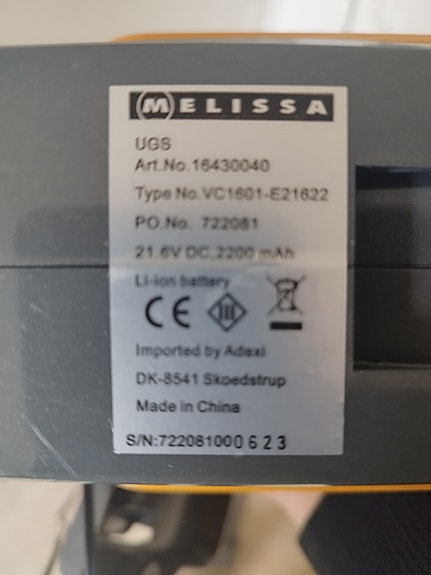 MELISSA
UGS
Art.No.16430040
Type No.VC1601-E21622
PO.No. 722081
21.6V DC,2200 mAh
Li-ion battery
CE III
Imported by Adexi
DK-8541 Skoedstrup
Made in China
S/N:722081000623